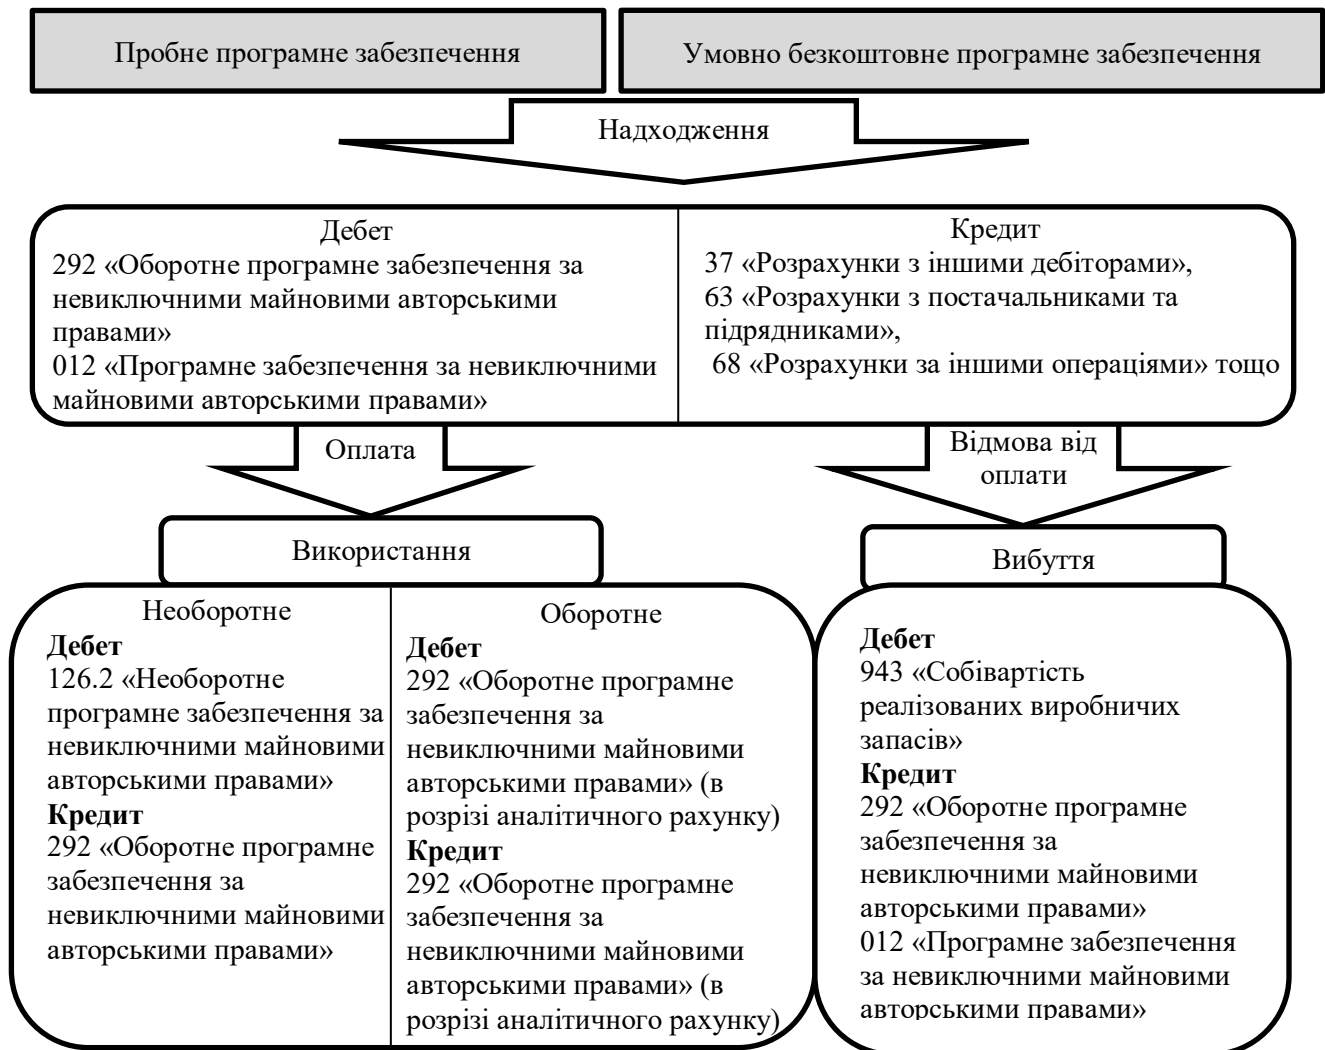 Пробне програмне забезпечення
Умовно безкоштовне програмне забезпечення
Надходження
Дебет
292 «Оборотне програмне забезпечення за
невиключними майновими авторськими
правами»
012 «Програмне забезпечення за невиключними
майновими авторськими правами»
Кредит
37 «Розрахунки з іншими дебіторами»,
63 «Розрахунки з постачальниками та
підрядниками»,
68 «Розрахунки за іншими операціями» тощо
Оплата
Відмова від
оплати
Використання
Вибуття
Необоротне
Дебет
126.2 «Необоротне
програмне забезпечення за
невиключними майновими
авторськими правами»
Кредит
292 «Оборотне програмне
забезпечення за
невиключними майновими
авторськими правами»
Оборотне
Дебет
292 «Оборотне програмне
забезпечення за
невиключними майновими
авторськими правами» (в
розрізі аналітичного рахунку)
Кредит
292 «Оборотне програмне
забезпечення за
невиключними майновими
авторськими правами» (в
розрізі аналітичного рахунку)
Дебет
943 «Собівартість
реалізованих виробничих
запасів»
Кредит
292 «Оборотне програмне
забезпечення за
невиключними майновими
авторськими правами»
012 «Програмне забезпечення
за невиключними майновими
авторськими правами»